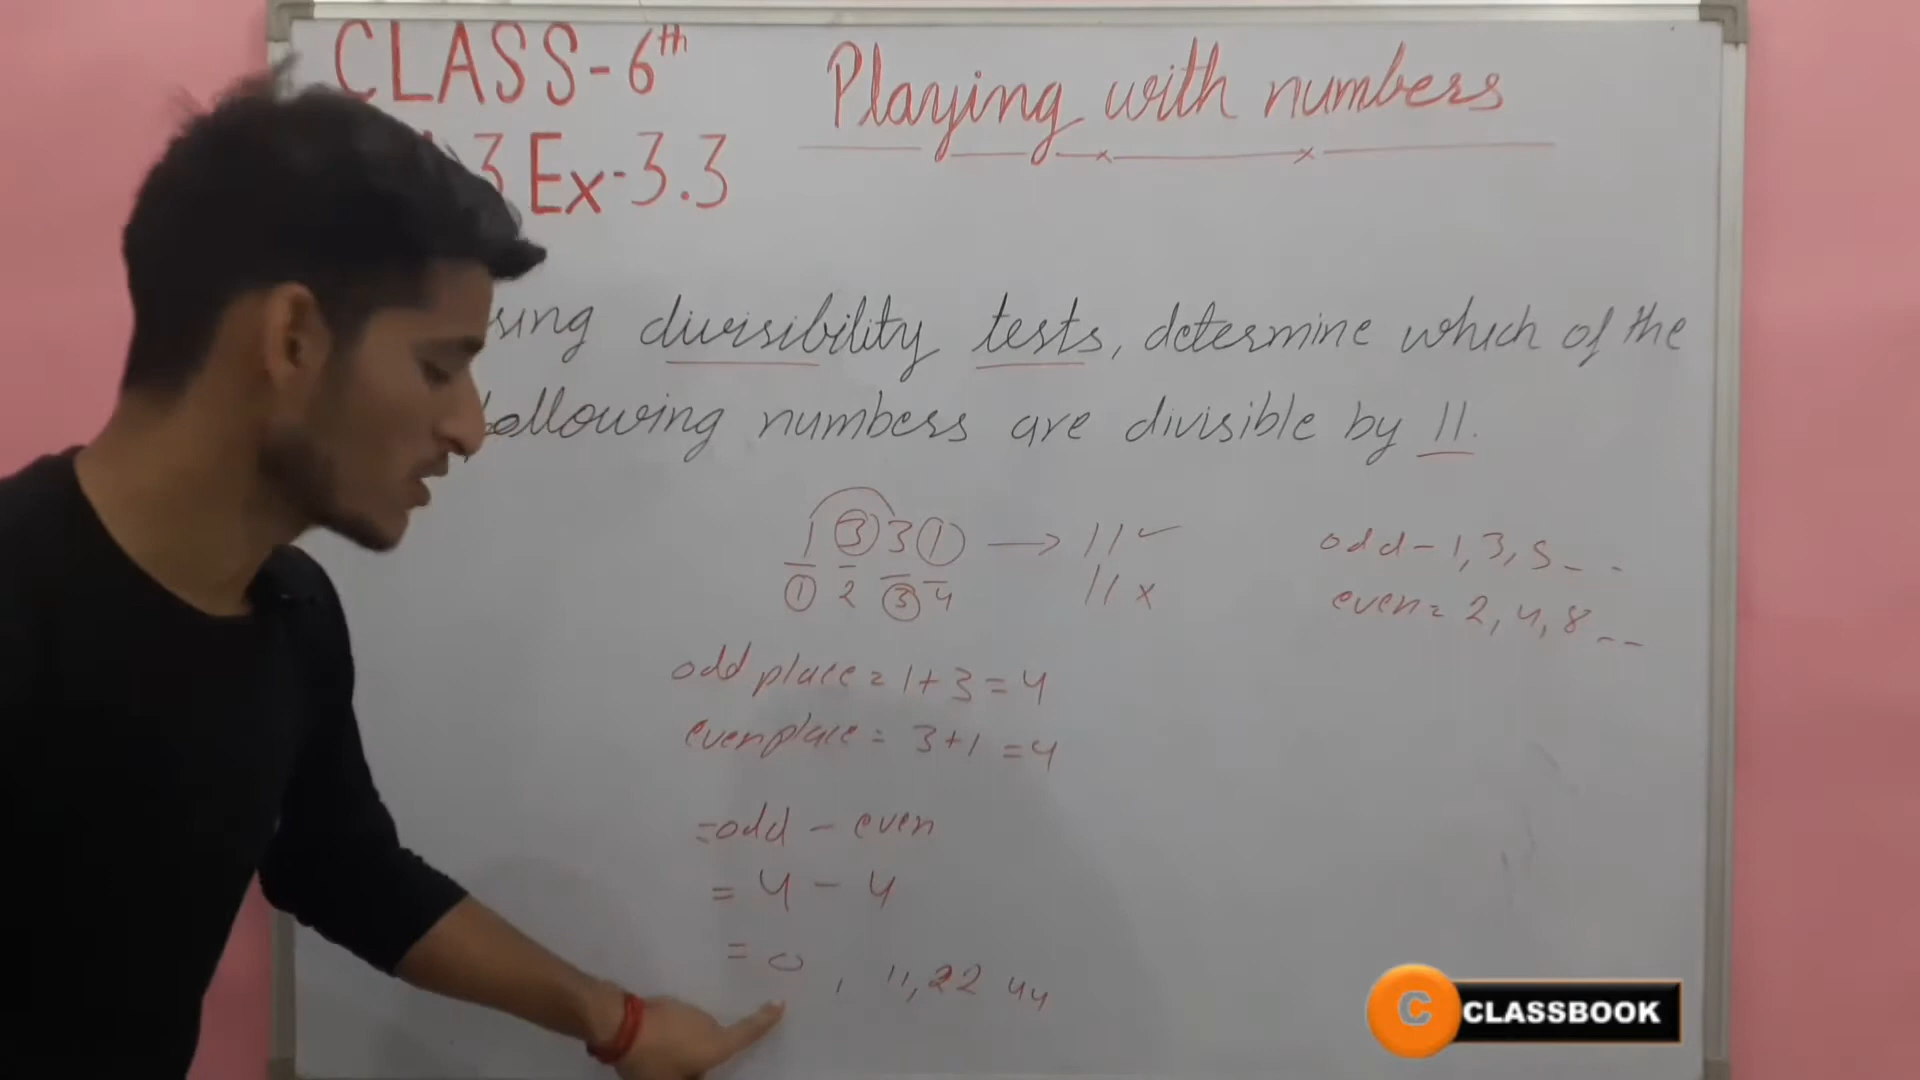 CLASS-6th
Playing with numbers
3 Ex-3.3
sing divisibility tests, determine which of the
following numbers are divisible by 11.
1 3 3 1 → 11 ✓
1 2 3 4 11 x
odd - 1, 3, 5 - -
even = 2, 4, 8 - -
odd place = 1 + 3 = 4
even place = 3 + 1 = 4
= odd - even
= 4 - 4
= 0 , 11, 22 44
C CLASSBOOK